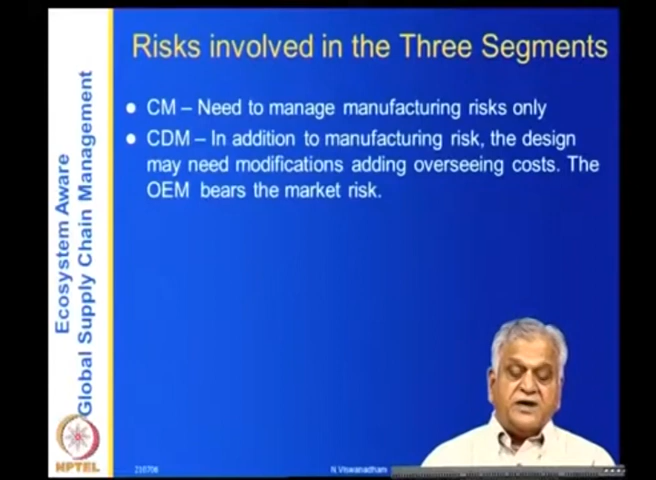 Risks involved in the Three Segments
● CM – Need to manage manufacturing risks only
● CDM – In addition to manufacturing risk, the design
may need modifications adding overseeing costs. The
OEM bears the market risk.
Ecosystem Aware
Global Supply Chain Management
NPTEL
210706
N.Viswanadham